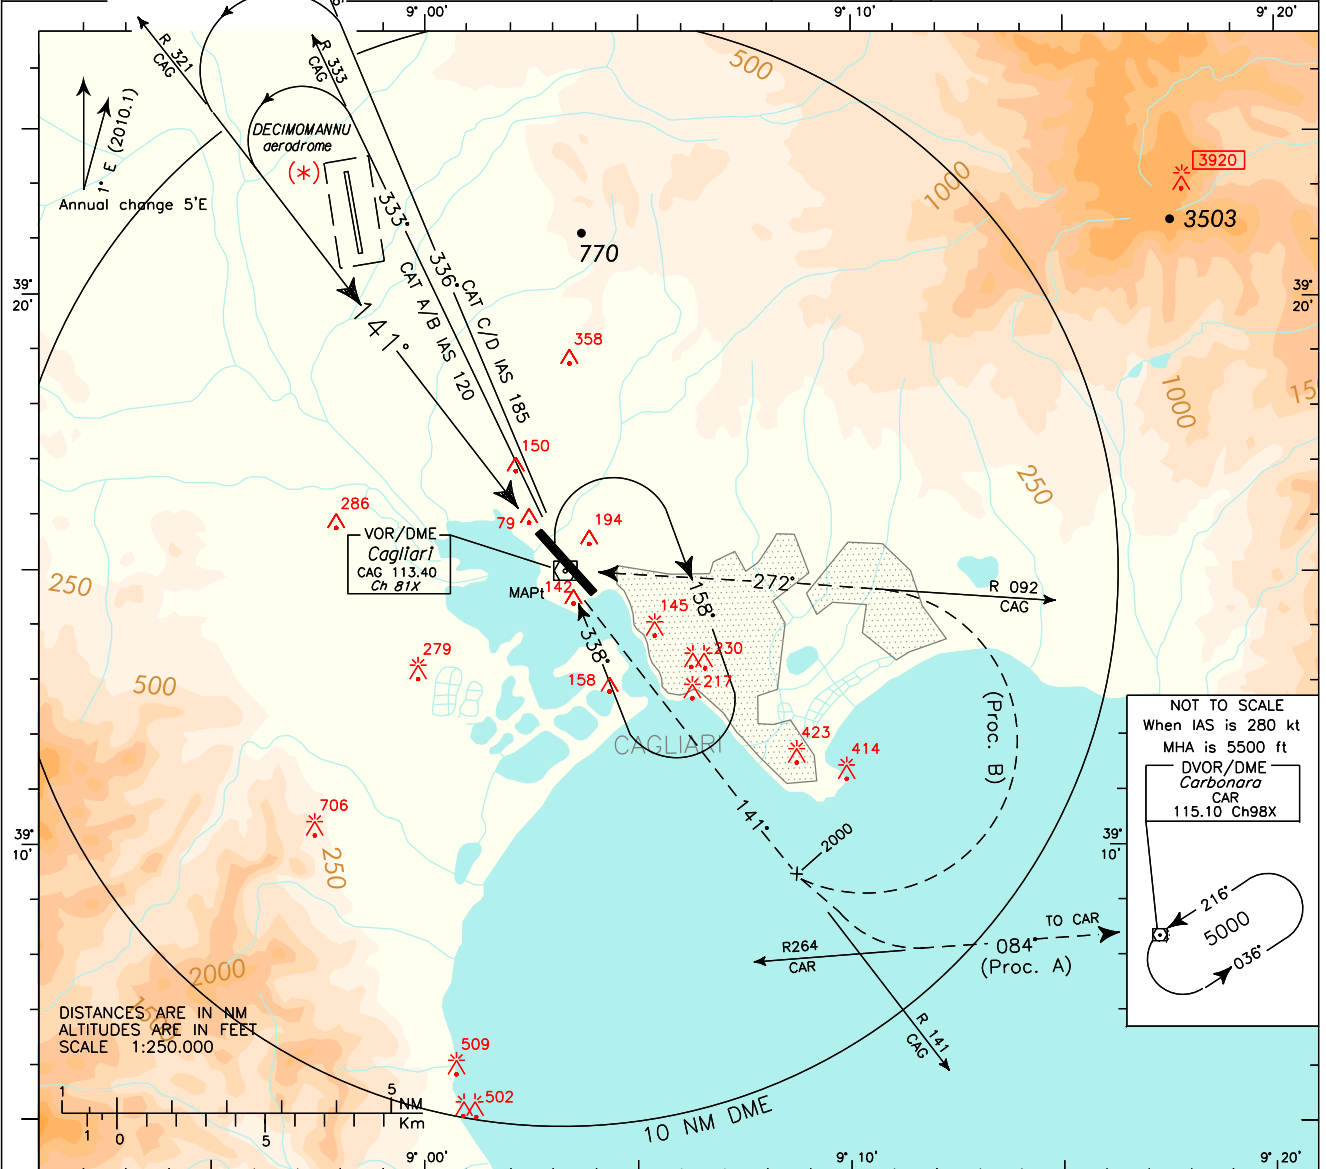 9° 00'
9° 10'
9° 20'
R 321
CAG
R 333
CAG
500
1° E (2010.1)
DECIMOMANNU
aerodrome
(*)
3920
1000
Annual change 5'E
3503
333°
770
336°
39°
20'
39°
20'
CAT A/B IAS 120
CAT C/D IAS 185
141°
358
1000
15
150
250
286
79
194
VOR/DME
Cagliari
CAG 113.40
Ch 81X
250
MAPt
142
272°
R 092
CAG
145
158°
338°
279
230
158
217
500
(Proc. B)
CAGLIARI
423
414
NOT TO SCALE
When IAS is 280 kt
MHA is 5500 ft
DVOR/DME
Carbonara
CAR
115.10 Ch98X
706
141°
2000
39°
10'
39°
10'
250
216°
5000
036°
TO CAR
R264
CAR
084°
(Proc. A)
2000
1500
DISTANCES ARE IN NM
ALTITUDES ARE IN FEET
SCALE 1:250.000
R 141
CAG
509
502
1
5
NM
Km
1
0
5
10 NM DME
9° 00'
9° 10'
9° 20'